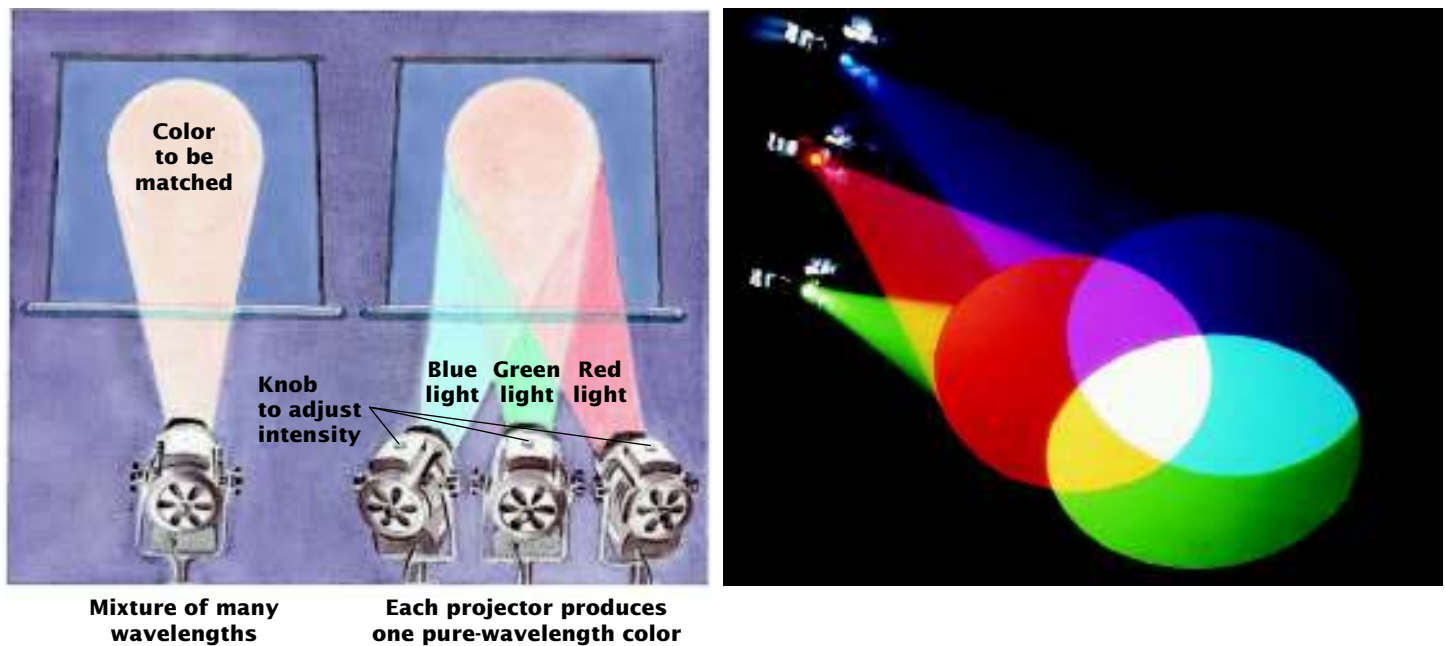 Color
to be
matched
Blue
light
Green
light
Red
light
Knob
to adjust
intensity
Mixture of many
wavelengths
Each projector produces
one pure-wavelength color